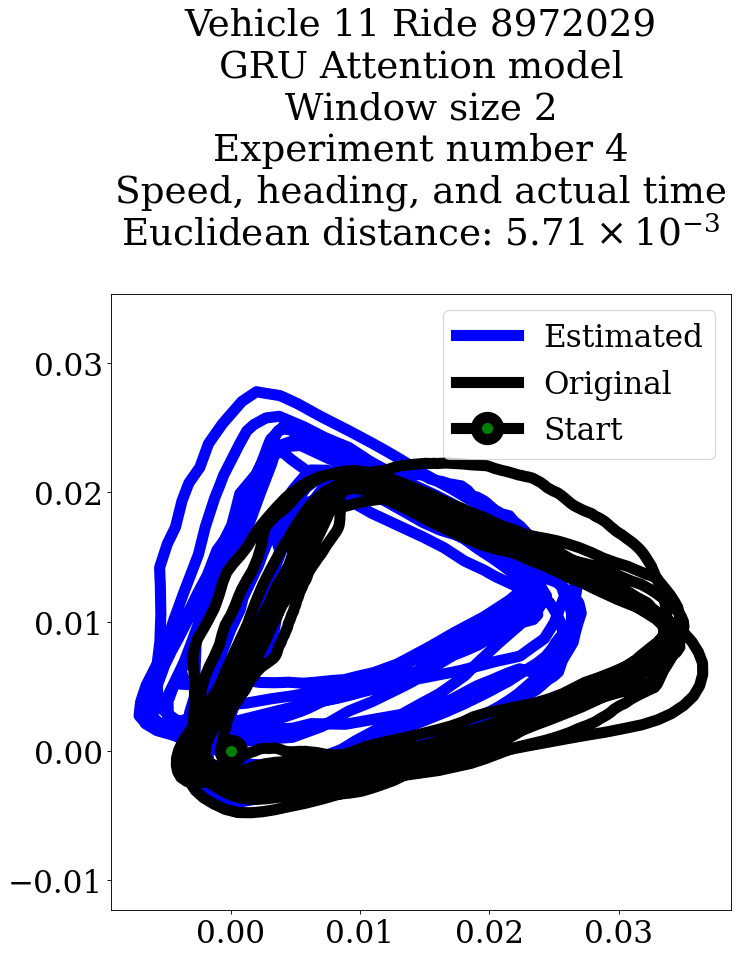 Vehicle 11 Ride 8972029
GRU Attention model
Window size 2
Experiment number 4
Speed, heading, and actual time
Euclidean distance: 5.71 × 10⁻³
Estimated
Original
Start
0.03
0.02
0.01
0.00
−0.01
0.00 0.01 0.02 0.03